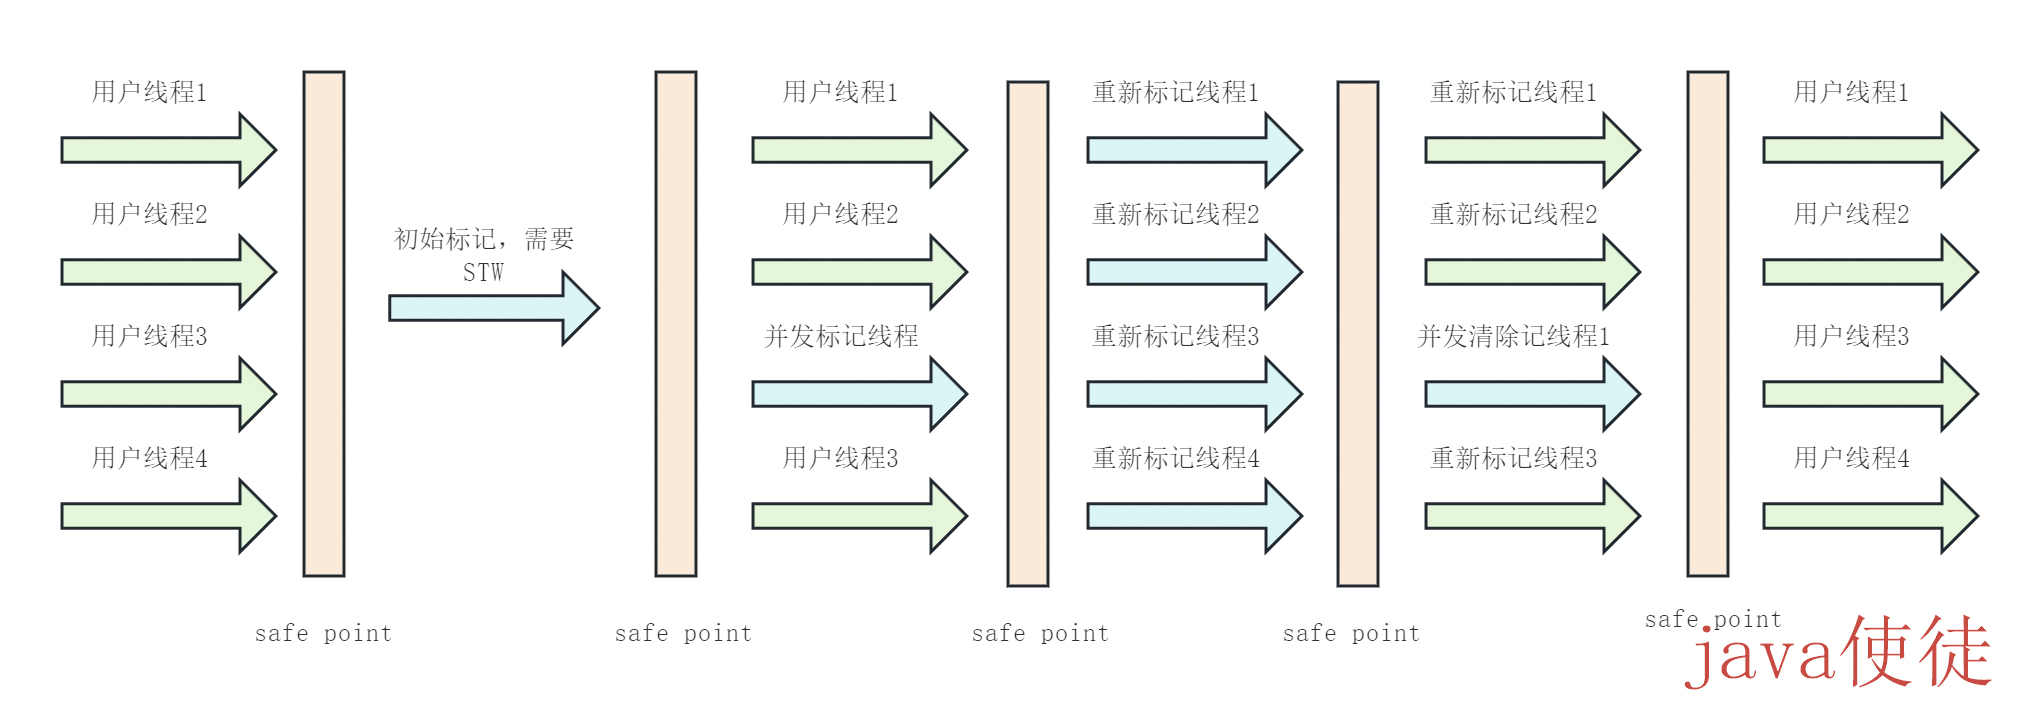 用户线程1
用户线程2
用户线程3
用户线程4
safe point
初始标记，需要
STW
safe point
用户线程1
用户线程2
并发标记线程
用户线程3
safe point
重新标记线程1
重新标记线程2
重新标记线程3
重新标记线程4
safe point
重新标记线程1
重新标记线程2
并发清除记线程1
重新标记线程3
safe point
用户线程1
用户线程2
用户线程3
用户线程4
java使徒